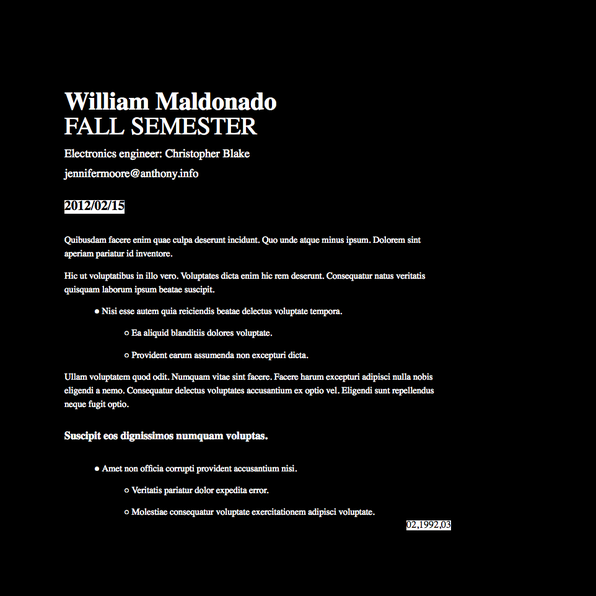 William Maldonado
FALL SEMESTER
Electronics engineer: Christopher Blake
jennifermoore@anthony.info
2012/02/15
Quibusdam facere enim quae culpa deserunt incidunt. Quo unde atque minus ipsum. Dolorem sint
aperiam pariatur id inventore.
Hic ut voluptatibus in illo vero. Voluptates dicta enim hic rem deserunt. Consequatur natus veritatis
quisquam laborum ipsum beatae suscipit.
● Nisi esse autem quia reiciendis beatae delectus voluptate tempora.
○ Ea aliquid blanditiis dolores voluptate.
○ Provident earum assumenda non excepturi dicta.
Ullam voluptatem quod odit. Numquam vitae sint facere. Facere harum excepturi adipisci nulla nobis
eligendi a nemo. Consequatur delectus voluptates accusantium ex optio vel. Eligendi sunt repellendus
neque fugit optio.
Suscipit eos dignissimos numquam voluptas.
● Amet non officia corrupti provident accusantium nisi.
○ Veritatis pariatur dolor expedita error.
○ Molestiae consequatur voluptate exercitationem adipisci voluptate.
02,1992,03